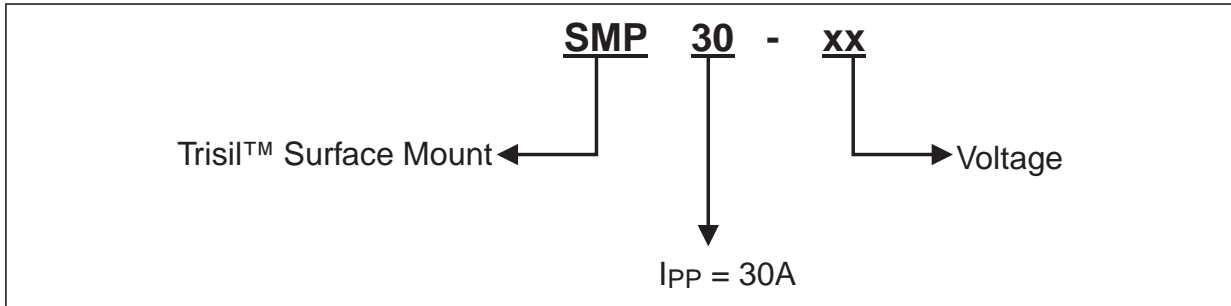 SMP 30 - xx
Trisil™ Surface Mount
Voltage
IPP = 30A